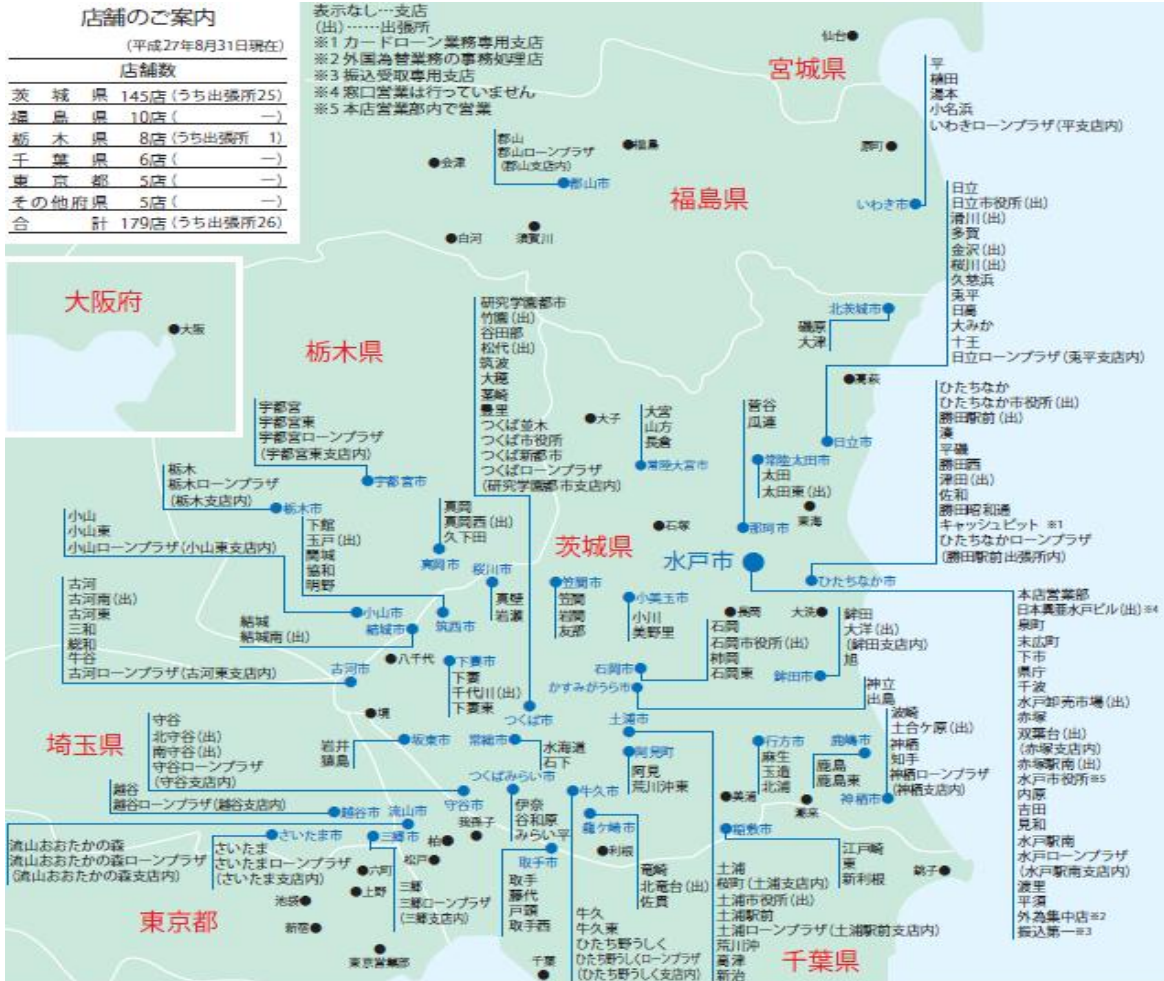 店舗のご案内
(平成27年8月31日現在)
店舗数
茨城県 145店 (うち出張所25)
福島県 10店 ( ―)
栃木県 8店 (うち出張所 1)
千葉県 6店 ( ―)
東京都 5店 ( ―)
その他府県 5店 ( ―)
合計 179店 (うち出張所26)
表示なし…支店
(出)……出張所
※1 カードローン業務専用支店
※2 外国為替業務の事務処理店
※3 振込受取専用支店
※4 窓口営業は行っていません
※5 本店営業部内で営業
宮城県
仙台
福島県
会津
福島
原町
白河
須賀川
郡山
郡山ローンプラザ
(郡山支店内)
郡山市
平
植田
湯本
小名浜
いわきローンプラザ (平支店内)
いわき市
大阪府
大阪
栃木県
宇都宮
宇都宮東
宇都宮ローンプラザ
(宇都宮東支店内)
宇都宮市
栃木
栃木ローンプラザ
(栃木支店内)
栃木市
小山
小山東
小山ローンプラザ (小山東支店内)
小山市
真岡
真岡西 (出)
久下田
真岡市
茨城県
日立
日立市役所 (出)
滑川 (出)
多賀
金沢 (出)
桜川 (出)
久慈浜
兎平
日高
大みか
十王
日立ローンプラザ (兎平支店内)
日立市
北茨城市
磯原
大津
高萩
大子
研究学園都市
竹園 (出)
谷田部
松代 (出)
筑波
大穂
茎崎
豊里
つくば並木
つくば市役所
つくば新都市
つくばローンプラザ
(研究学園都市支店内)
つくば市
大宮
山方
長倉
常陸大宮市
菅谷
瓜連
那珂市
常陸太田市
太田
太田東 (出)
東海
石塚
ひたちなか
ひたちなか市役所 (出)
勝田駅前 (出)
湊
平磯
勝田西
津田 (出)
佐和
勝田昭和通
キャッシュピット ※1
ひたちなかローンプラザ
(勝田駅前出張所内)
ひたちなか市
水戸市
本店営業部
日本興亜水戸ビル (出) ※4
泉町
末広町
下市
県庁
千波
水戸卸売市場 (出)
赤塚
双葉台 (出)
(赤塚支店内)
赤塚駅南 (出)
水戸市役所※5
内原
吉田
見和
水戸駅南
水戸ローンプラザ
(水戸駅南支店内)
渡里
平須
外為集中店※2
振込第一※3
下館
玉戸 (出)
関城
協和
明野
筑西市
桜川市
真壁
岩瀬
笠間市
笠間
岩間
友部
小美玉市
小川
美野里
長岡
大洗
石岡
石岡市役所 (出)
柿岡
石岡東
石岡市
鉾田
大洋 (出)
(鉾田支店内)
旭
鉾田市
古河
古河南 (出)
古河東
三和
総和
牛谷
古河ローンプラザ (古河東支店内)
古河市
結城
結城南 (出)
結城市
八千代
下妻市
下妻
千代川 (出)
下妻東
かすみがうら市
神立
出島
境
埼玉県
守谷
北守谷 (出)
南守谷 (出)
守谷ローンプラザ
(守谷支店内)
守谷市
岩井
猿島
坂東市
常総市
水海道
石下
つくばみらい市
伊奈
谷和原
みらい平
土浦市
阿見町
阿見
荒川沖東
行方市
麻生
玉造
北浦
鹿嶋市
鹿島
鹿島東
波崎
土合ケ原 (出)
神栖
知手
神栖ローンプラザ
(神栖支店内)
神栖市
美浦
潮来
越谷
越谷ローンプラザ (越谷支店内)
越谷市
流山市
流山おおたかの森
流山おおたかの森ローンプラザ
(流山おおたかの森支店内)
さいたま市
さいたま
さいたまローンプラザ
(さいたま支店内)
三郷市
三郷
三郷ローンプラザ
(三郷支店内)
我孫子
柏
松戸
六町
上野
池袋
新宿
東京都
東京営業部
取手市
取手
藤代
戸頭
取手西
牛久市
牛久
牛久東
ひたち野うしく
ひたち野うしくローンプラザ
(ひたち野うしく支店内)
龍ケ崎市
利根
竜崎
北竜台 (出)
佐貫
稲敷市
江戸崎
東
新利根
土浦
桜町 (土浦支店内)
土浦市役所 (出)
土浦駅前
土浦ローンプラザ (土浦駅前支店内)
荒川沖
高津
新治
千葉県
千葉
銚子